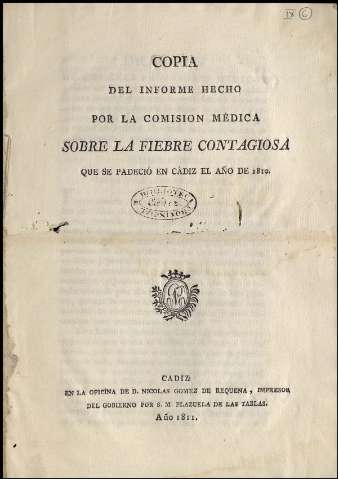 COPIA
DEL INFORME HECHO
POR LA COMISION MÉDICA
SOBRE LA FIEBRE CONTAGIOSA
QUE SE PADECIÓ EN CÁDIZ EL AÑO DE 1810.
BIBLIOTECA
CADIZ:
EN LA OFICINA DE D. NICOLAS GOMEZ DE REQUENA, IMPRESOR
DEL GOBIERNO POR S. M. PLAZUELA DE LAS TABLAS.
Año 1811.